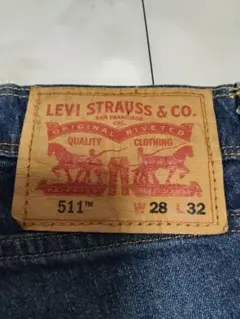 LEVI STRAUSS & CO.
SAN FRANCISCO
CAL.
ORIGINAL RIVETED
QUALITY CLOTHING
511™ W 28 L 32